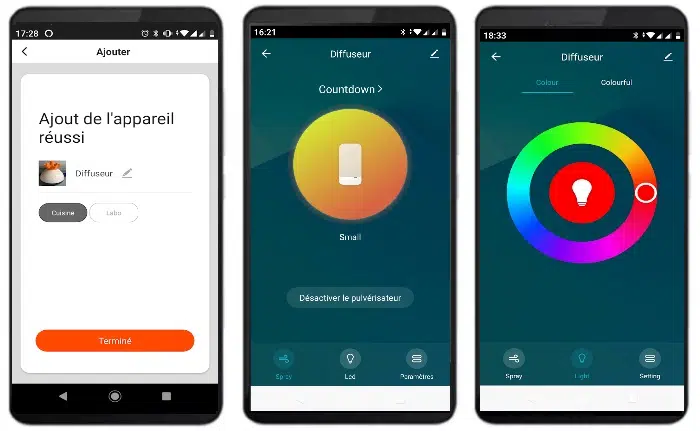 17:28
Ajouter
Ajout de l'appareil
réussi
Diffuseur
Cuisine
Labo
Terminé
16:21
Diffuseur
Countdown
Small
Désactiver le pulvérisateur
Spray
Led
Paramètres
18:33
Diffuseur
Colour
Colourful
Spray
Light
Setting